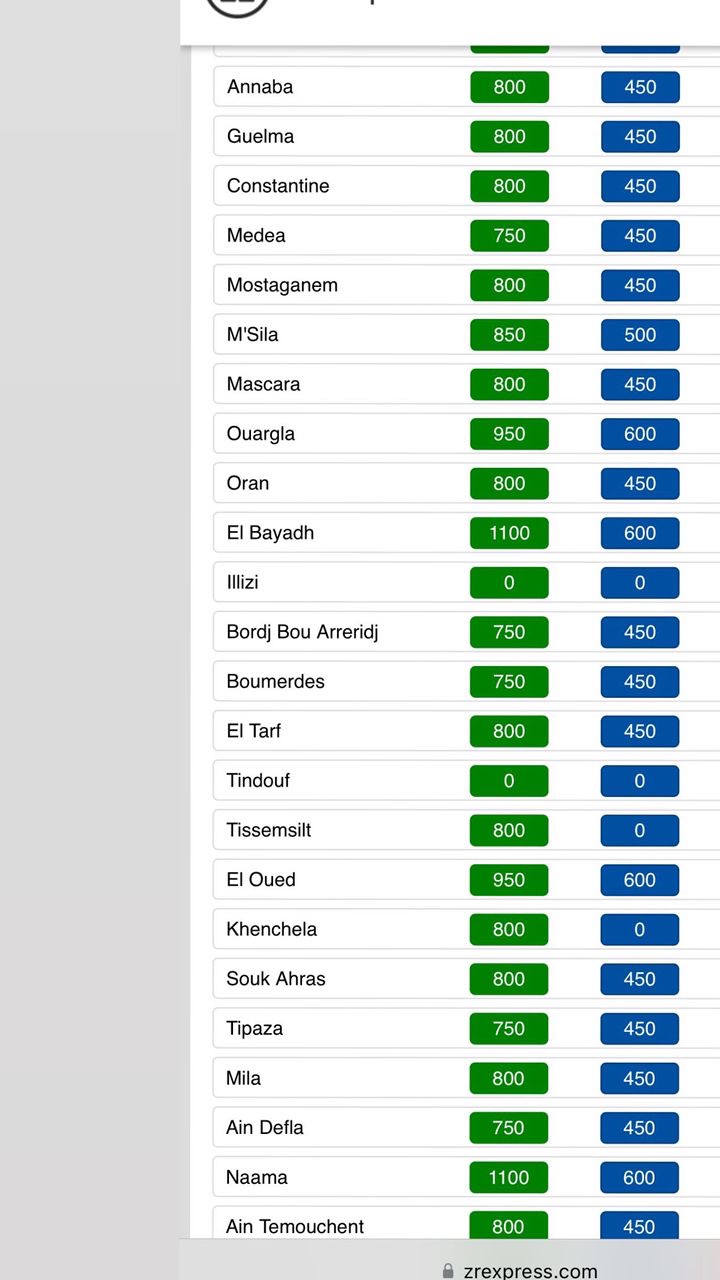 Annaba 800 450
Guelma 800 450
Constantine 800 450
Medea 750 450
Mostaganem 800 450
M'Sila 850 500
Mascara 800 450
Ouargla 950 600
Oran 800 450
El Bayadh 1100 600
Illizi 0 0
Bordj Bou Arreridj 750 450
Boumerdes 750 450
El Tarf 800 450
Tindouf 0 0
Tissemsilt 800 0
El Oued 950 600
Khenchela 800 0
Souk Ahras 800 450
Tipaza 750 450
Mila 800 450
Ain Defla 750 450
Naama 1100 600
Ain Temouchent 800 450
zrexpress.com